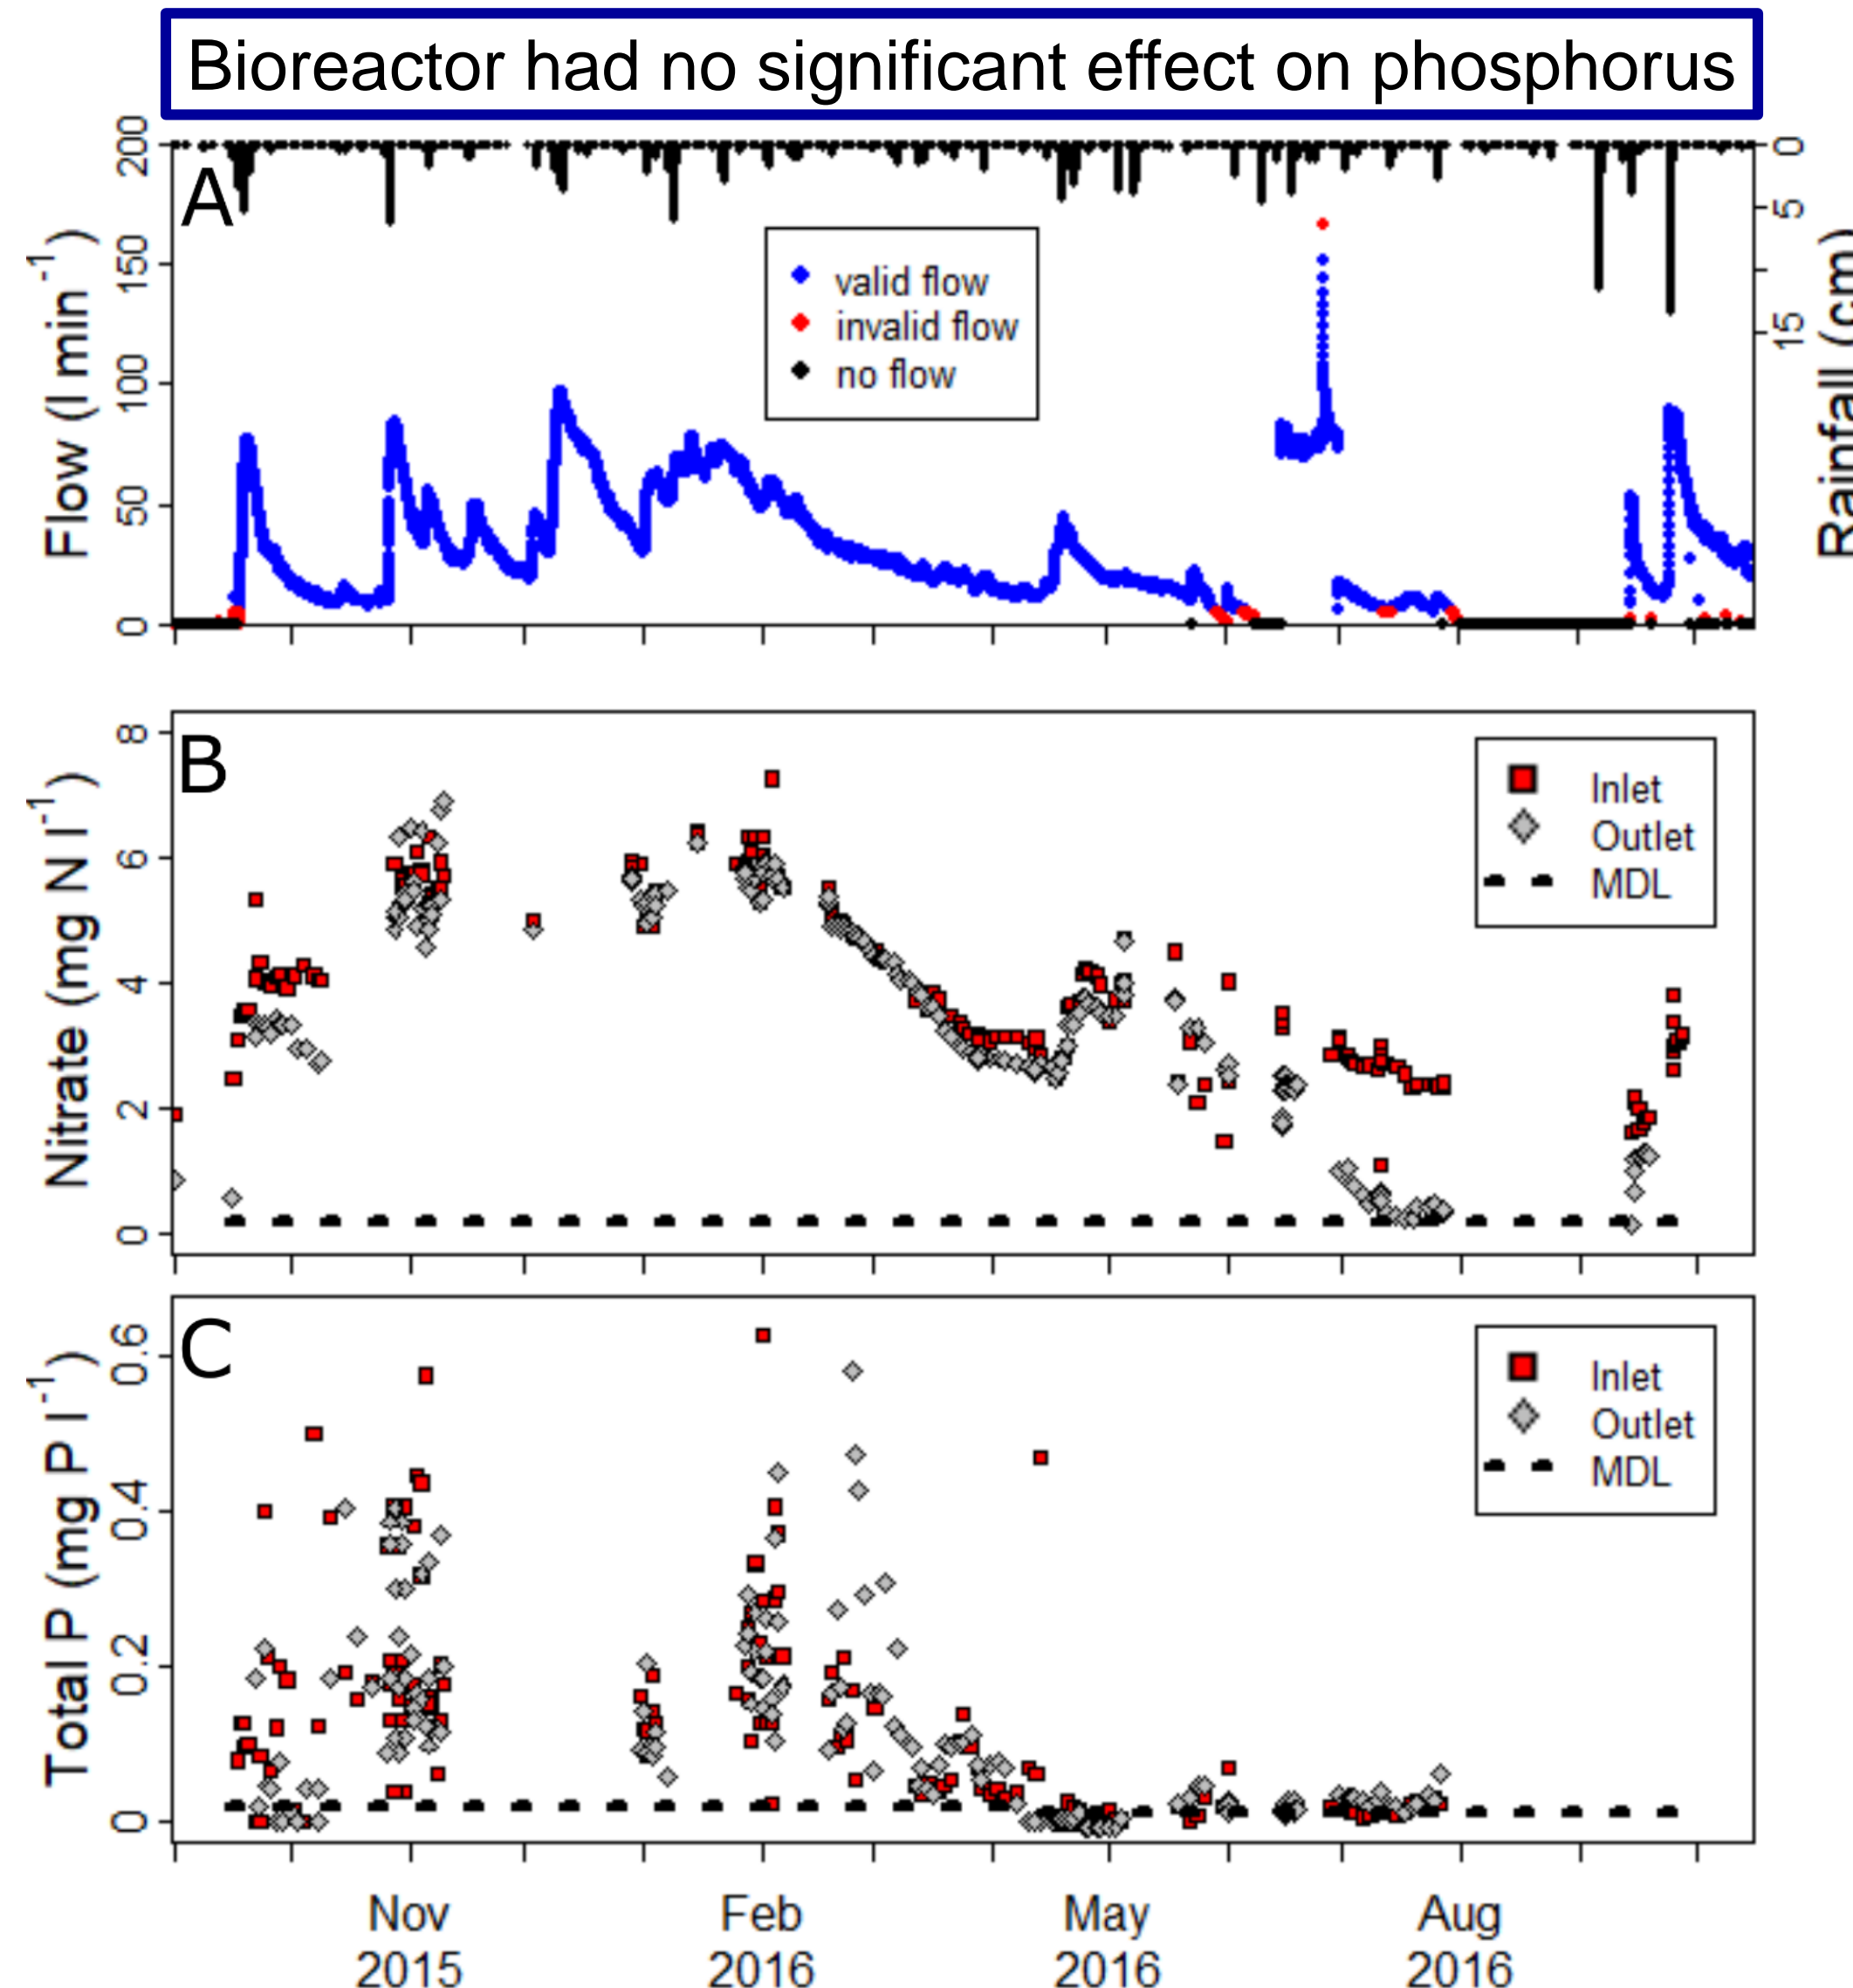 Bioreactor had no significant effect on phosphorus
A
Flow (l min⁻¹)
200
150
100
50
0
valid flow
invalid flow
no flow
0
5
15
Rainfall (cm)
B
Nitrate (mg N l⁻¹)
8
6
4
2
0
Inlet
Outlet
MDL
C
Total P (mg P l⁻¹)
0.6
0.4
0.2
0
Inlet
Outlet
MDL
Nov Feb May Aug
2015 2016 2016 2016